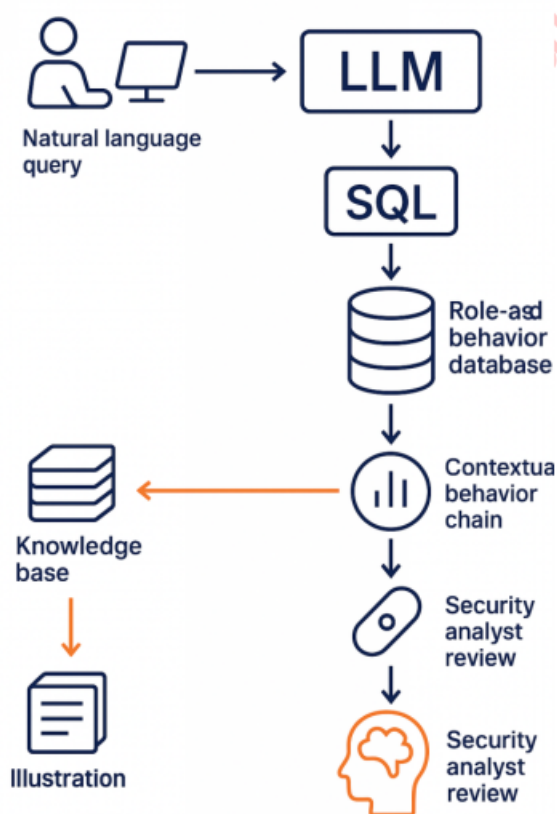 LLM
Natural language
query
SQL
Role-asd
behavior
database
Contextua
behavior
chain
Knowledge
base
Security
analyst
review
Illustration
Security
analyst
review